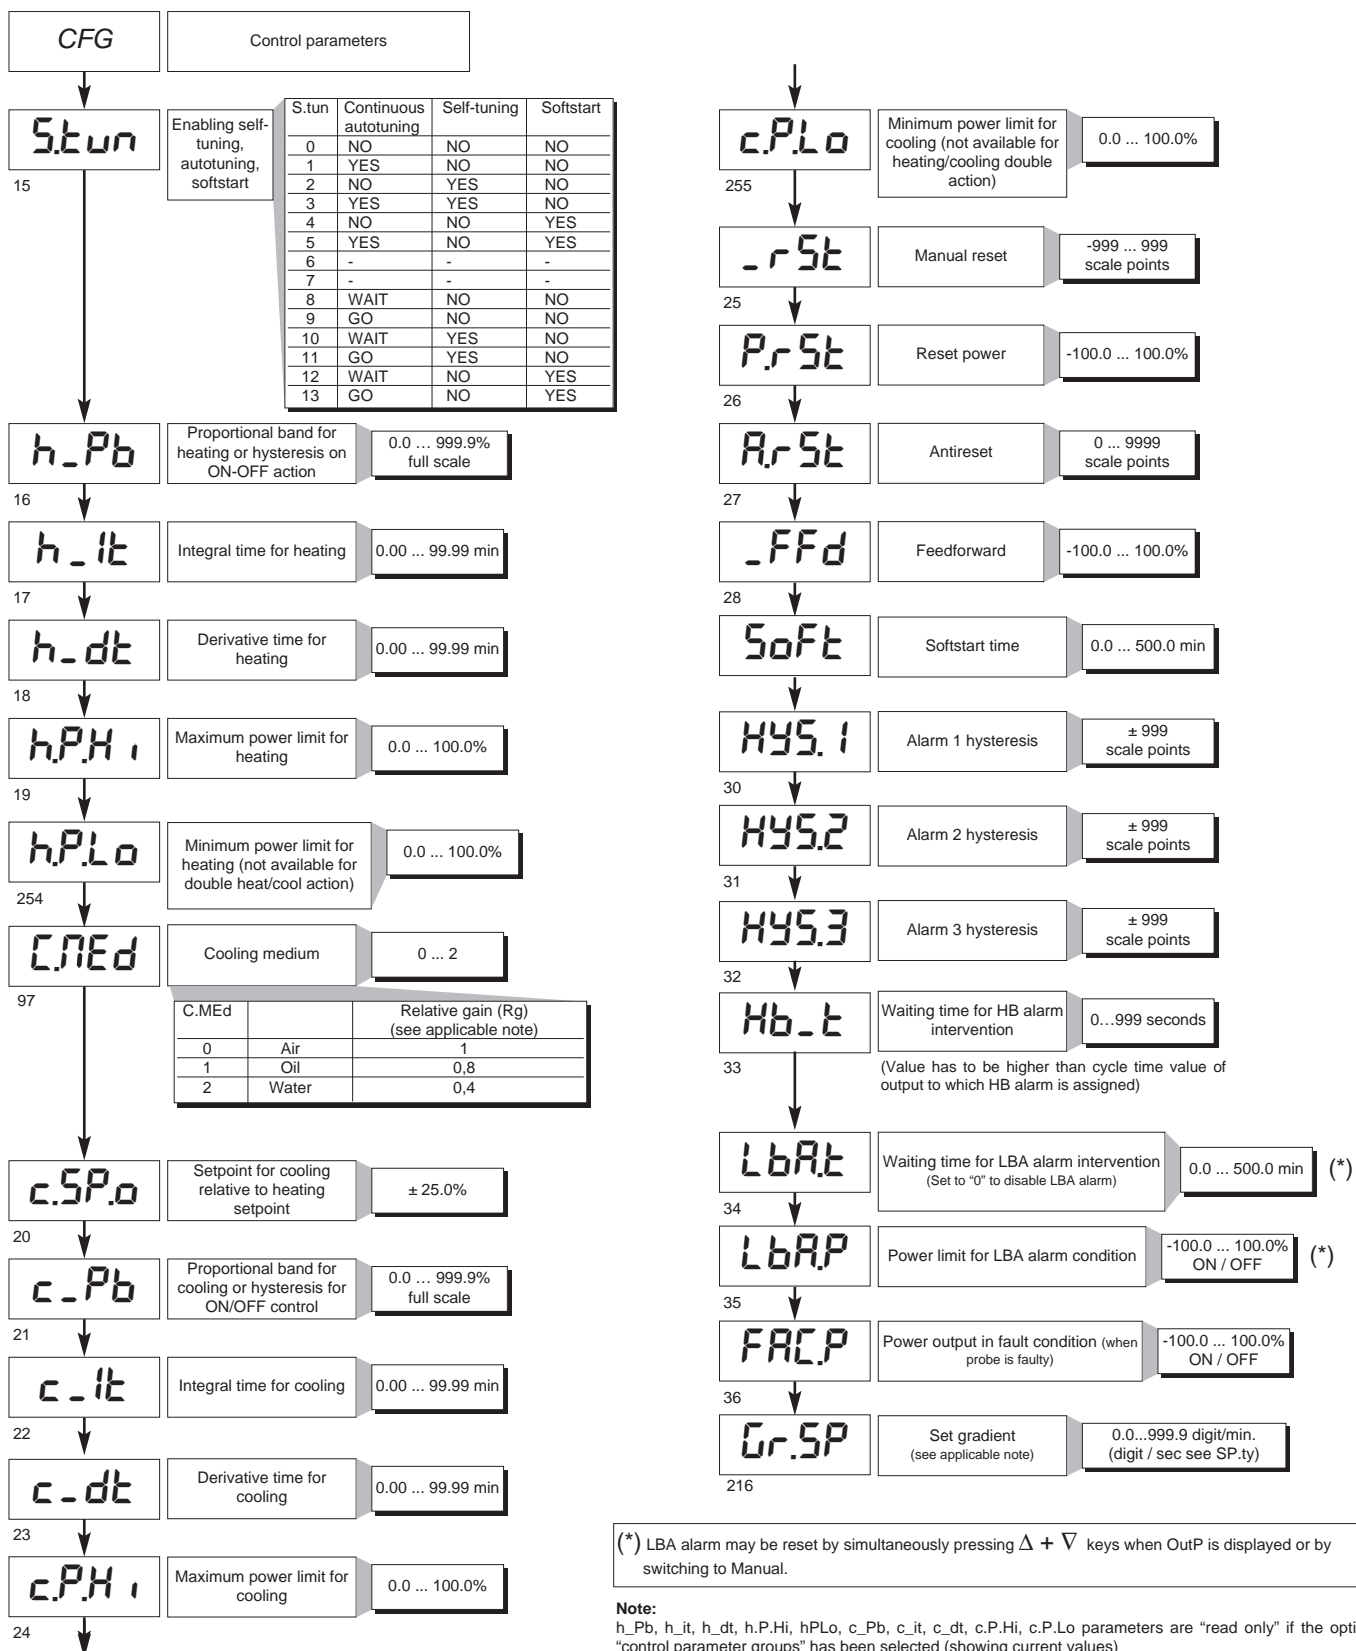 CFG
Control parameters
S.tun
15
Enabling self-
tuning,
autotuning,
softstart
S.tun Continuous autotuning Self-tuning Softstart
0 NO NO NO
1 YES NO NO
2 NO YES NO
3 YES YES NO
4 NO NO YES
5 YES NO YES
6 - - -
7 - - -
8 WAIT NO NO
9 GO NO NO
10 WAIT YES NO
11 GO YES NO
12 WAIT NO YES
13 GO NO YES
h_Pb
16
Proportional band for
heating or hysteresis on
ON-OFF action
0.0 ... 999.9%
full scale
h_It
17
Integral time for heating
0.00 ... 99.99 min
h_dt
18
Derivative time for
heating
0.00 ... 99.99 min
h.P.Hi
19
Maximum power limit for
heating
0.0 ... 100.0%
h.P.Lo
254
Minimum power limit for
heating (not available for
double heat/cool action)
0.0 ... 100.0%
C.MEd
97
Cooling medium
0 ... 2
C.MEd Relative gain (Rg)
(see applicable note)
0 Air 1
1 Oil 0,8
2 Water 0,4
c.SP.o
20
Setpoint for cooling
relative to heating
setpoint
± 25.0%
c_Pb
21
Proportional band for
cooling or hysteresis for
ON/OFF control
0.0 ... 999.9%
full scale
c_It
22
Integral time for cooling
0.00 ... 99.99 min
c_dt
23
Derivative time for
cooling
0.00 ... 99.99 min
c.P.Hi
24
Maximum power limit for
cooling
0.0 ... 100.0%
c.P.Lo
255
Minimum power limit for
cooling (not available for
heating/cooling double
action)
0.0 ... 100.0%
_rSt
25
Manual reset
-999 ... 999
scale points
P.rSt
26
Reset power
-100.0 ... 100.0%
A.rSt
27
Antireset
0 ... 9999
scale points
_FFd
28
Feedforward
-100.0 ... 100.0%
SoFt
Softstart time
0.0 ... 500.0 min
HYS.1
30
Alarm 1 hysteresis
± 999
scale points
HYS.2
31
Alarm 2 hysteresis
± 999
scale points
HYS.3
32
Alarm 3 hysteresis
± 999
scale points
Hb_t
33
Waiting time for HB alarm
intervention
0…999 seconds
(Value has to be higher than cycle time value of
output to which HB alarm is assigned)
LbA.t
34
Waiting time for LBA alarm intervention
(Set to “0” to disable LBA alarm)
0.0 ... 500.0 min
(*)
LbA.P
35
Power limit for LBA alarm condition
-100.0 ... 100.0%
ON / OFF
(*)
FAC.P
36
Power output in fault condition (when
probe is faulty)
-100.0 ... 100.0%
ON / OFF
Gr.SP
216
Set gradient
(see applicable note)
0.0...999.9 digit/min.
(digit / sec see SP.ty)
(*) LBA alarm may be reset by simultaneously pressing Δ + ∇ keys when OutP is displayed or by
switching to Manual.
Note:
h_Pb, h_it, h_dt, h.P.Hi, hPLo, c_Pb, c_it, c_dt, c.P.Hi, c.P.Lo parameters are “read only” if the opti
“control parameter groups” has been selected (showing current values)